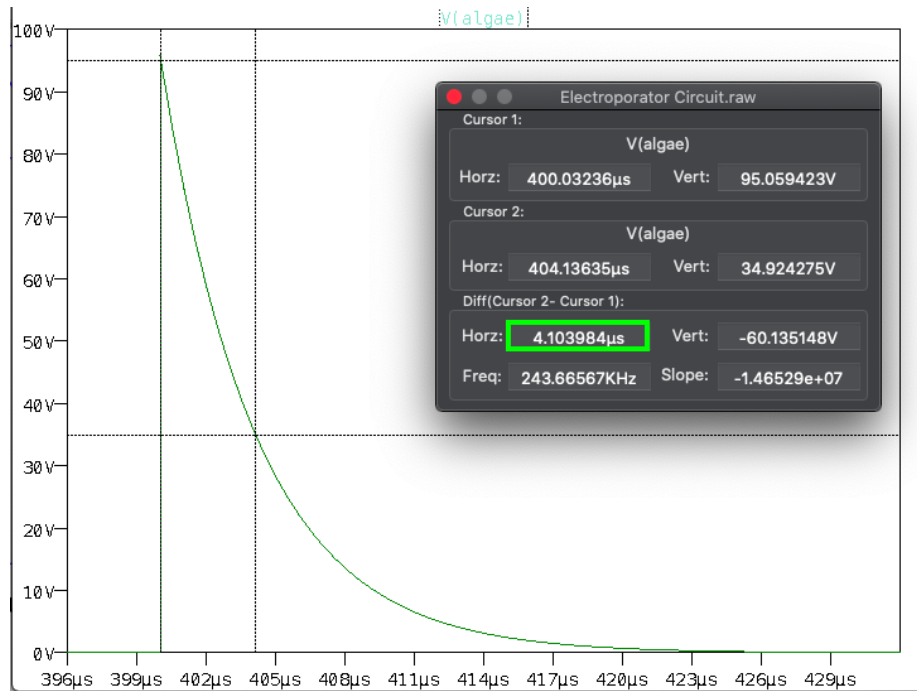 V(algae)
100V
90V
80V
70V
60V
50V
40V
30V
20V
10V
0V
396µs 399µs 402µs 405µs 408µs 411µs 414µs 417µs 420µs 423µs 426µs 429µs
Electroporator Circuit.raw
Cursor 1:
V(algae)
Horz: 400.03236µs Vert: 95.059423V
Cursor 2:
V(algae)
Horz: 404.13635µs Vert: 34.924275V
Diff(Cursor 2- Cursor 1):
Horz: 4.103984µs Vert: -60.135148V
Freq: 243.66567KHz Slope: -1.46529e+07